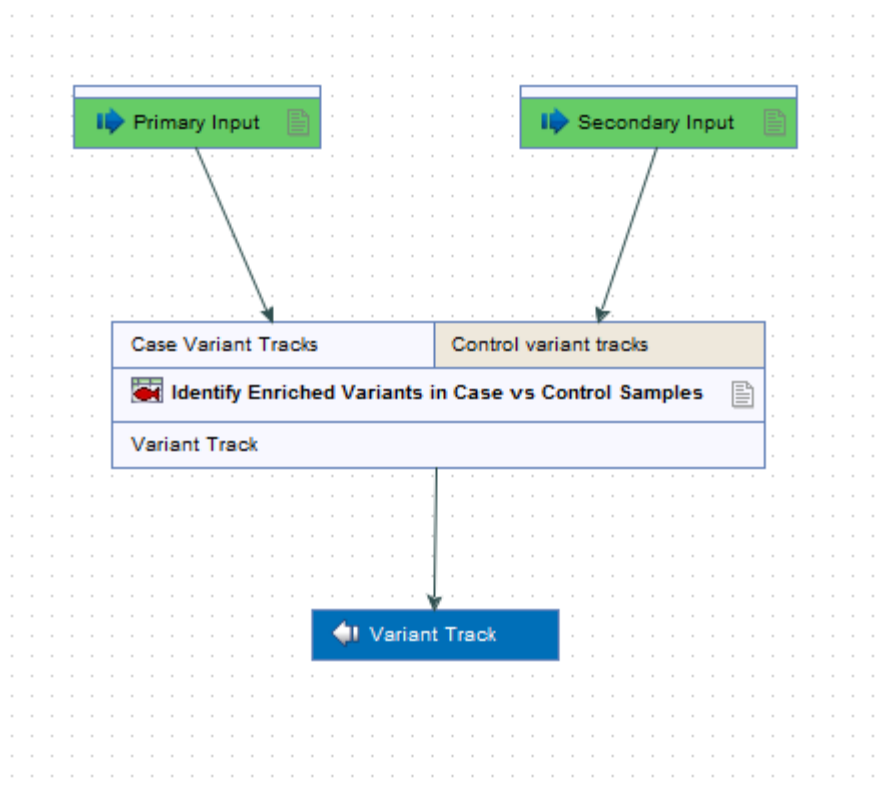 Primary Input
Secondary Input
Case Variant Tracks
Control variant tracks
Identify Enriched Variants in Case vs Control Samples
Variant Track
Variant Track